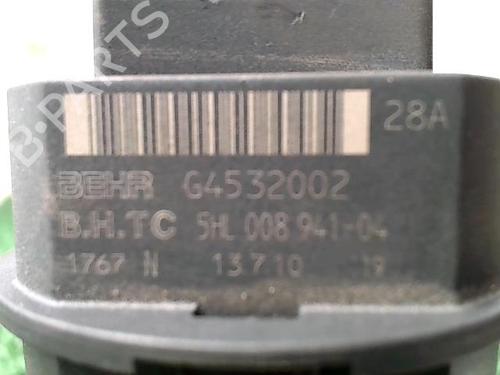 B-PARTS
28A
BEHR G4532002
B.H.TC 5HL 008 941-04
1767 N 13710 19